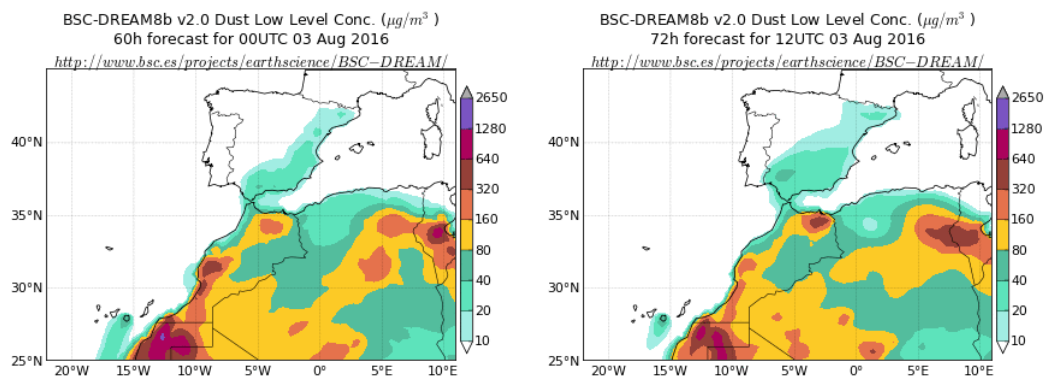 BSC-DREAM8b v2.0 Dust Low Level Conc. (μg/m³ )
60h forecast for 00UTC 03 Aug 2016
http://www.bsc.es/projects/earthscience/BSC−DREAM/
40°N
35°N
30°N
25°N
20°W
15°W
10°W
5°W
0°
5°E
10°E
2650
1280
640
320
160
80
40
20
10
BSC-DREAM8b v2.0 Dust Low Level Conc. (μg/m³ )
72h forecast for 12UTC 03 Aug 2016
http://www.bsc.es/projects/earthscience/BSC−DREAM/
40°N
35°N
30°N
25°N
20°W
15°W
10°W
5°W
0°
5°E
10°E
2650
1280
640
320
160
80
40
20
10